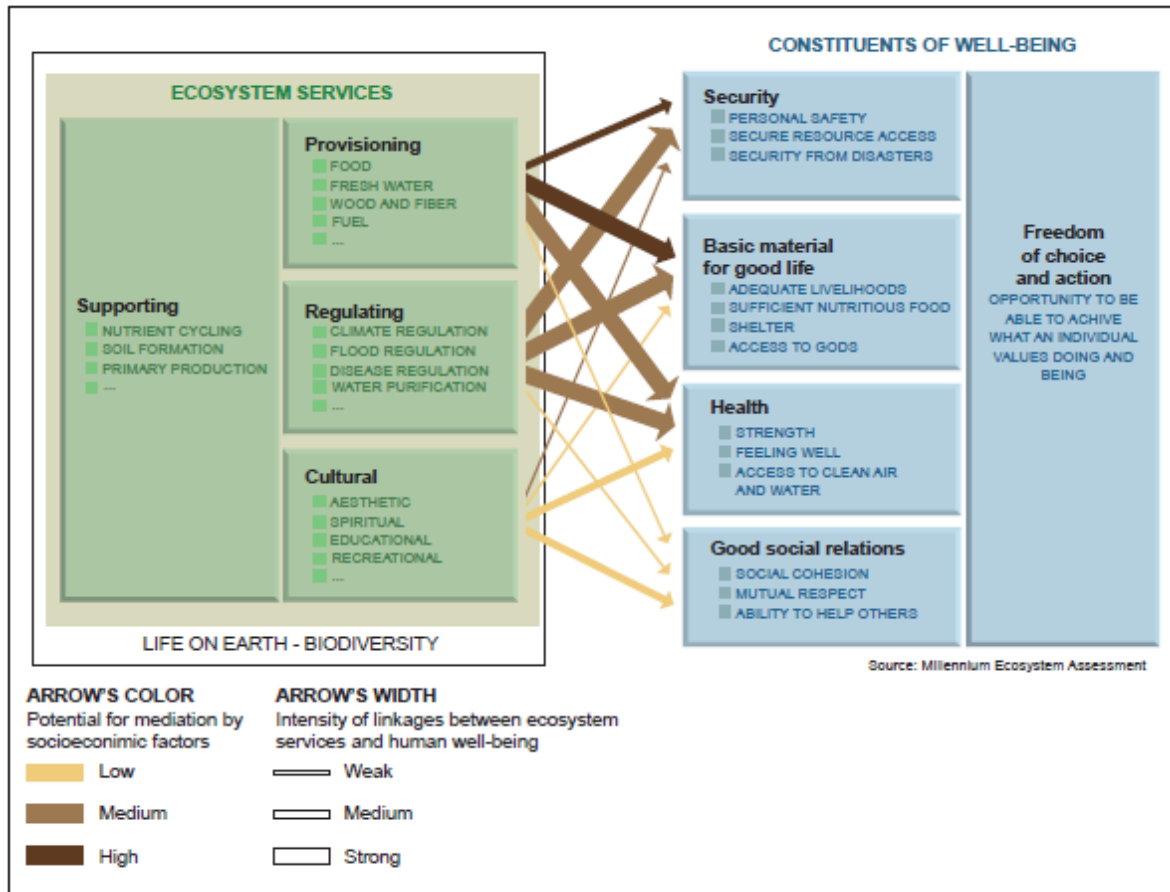 CONSTITUENTS OF WELL-BEING
ECOSYSTEM SERVICES
Supporting
NUTRIENT CYCLING
SOIL FORMATION
PRIMARY PRODUCTION
...
Provisioning
FOOD
FRESH WATER
WOOD AND FIBER
FUEL
...
Regulating
CLIMATE REGULATION
FLOOD REGULATION
DISEASE REGULATION
WATER PURIFICATION
...
Cultural
AESTHETIC
SPIRITUAL
EDUCATIONAL
RECREATIONAL
...
LIFE ON EARTH - BIODIVERSITY
Security
PERSONAL SAFETY
SECURE RESOURCE ACCESS
SECURITY FROM DISASTERS
Basic material
for good life
ADEQUATE LIVELIHOODS
SUFFICIENT NUTRITIOUS FOOD
SHELTER
ACCESS TO GODS
Health
STRENGTH
FEELING WELL
ACCESS TO CLEAN AIR
AND WATER
Good social relations
SOCIAL COHESION
MUTUAL RESPECT
ABILITY TO HELP OTHERS
Freedom
of choice
and action
OPPORTUNITY TO BE
ABLE TO ACHIVE
WHAT AN INDIVIDUAL
VALUES DOING AND
BEING
Source: Millennium Ecosystem Assessment
ARROW'S COLOR
Potential for mediation by
socioeconimic factors
Low
Medium
High
ARROW'S WIDTH
Intensity of linkages between ecosystem
services and human well-being
Weak
Medium
Strong